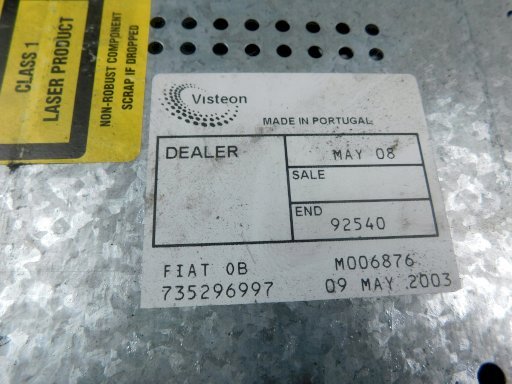 CLASS 1
LASER PRODUCT
NON-ROBUST COMPONENT
SCRAP IF DROPPED
Visteon
MADE IN PORTUGAL
DEALER
MAY 08
SALE
END
92540
FIAT OB M006876
735296997 09 MAY 2003